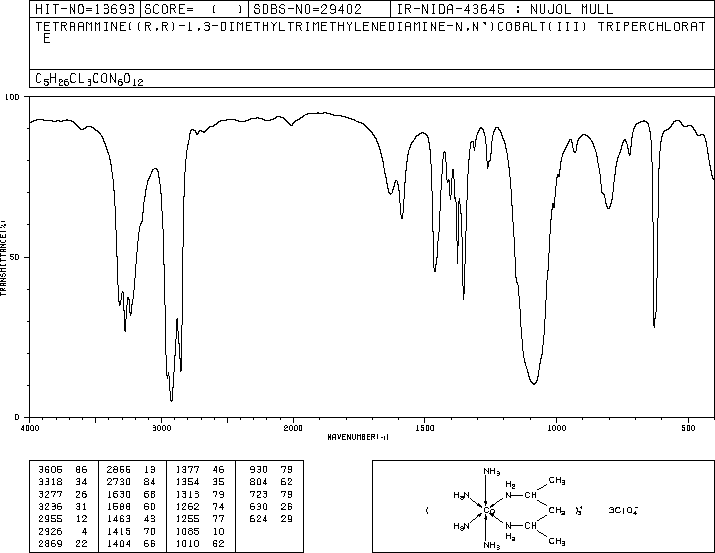 HIT-NO=13693 SCORE= ( ) SDBS-NO=29402 IR-NIDA-43645 : NUJOL MULL
TETRAAMMINE((R,R)-1,3-DIMETHYLTRIMETHYLENEDIAMINE-N,N')COBALT(III) TRIPERCHLORAT
E
C5H26CL3CON6O12
100
50
0
TRANSMITTANCE(%)
4000 3000 2000 1500 1000 500
WAVENUMBER(-1)
3605 86 2855 13 1377 46 930 79
3318 34 2730 84 1354 35 804 62
3277 26 1630 66 1313 79 723 79
3236 31 1588 60 1262 74 630 26
2955 12 1463 43 1255 77 624 29
2926 4 1415 70 1085 10
2869 22 1404 66 1010 62
NH3
H2 CH3
H3N N CH
( Co CH2 )3+ 3ClO4-
H3N N CH
H2 CH3
NH3